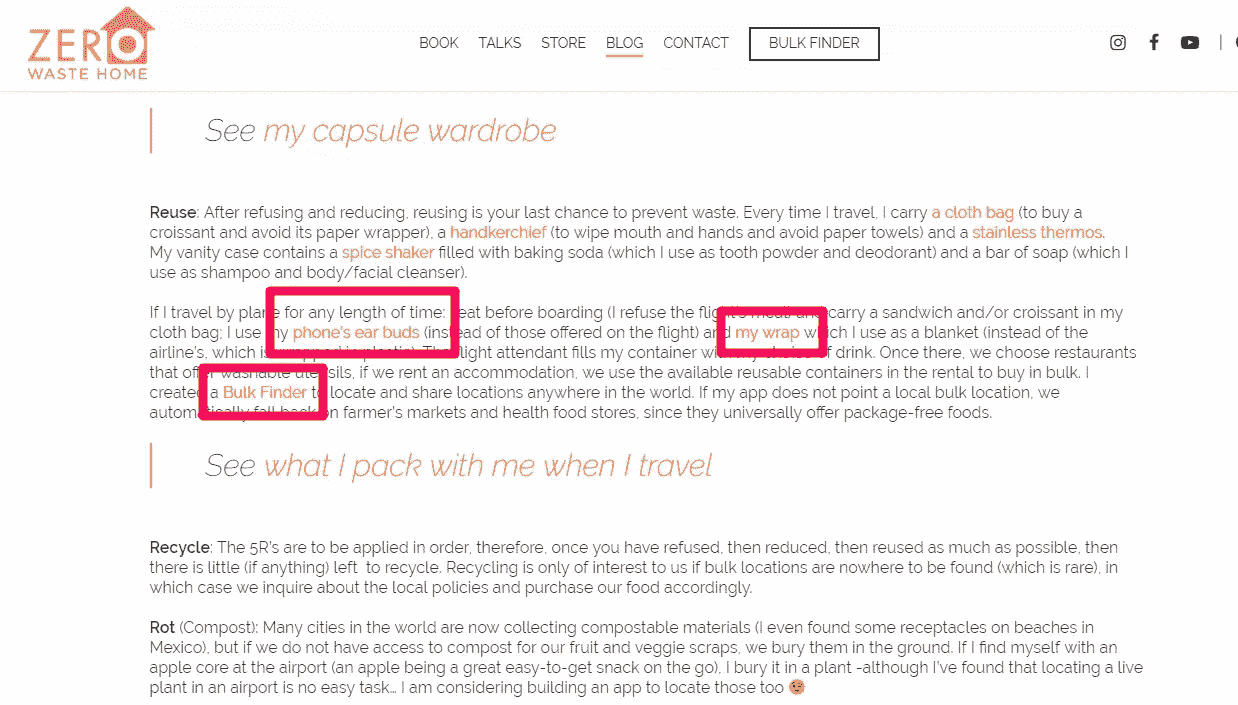 ZERO
WASTE HOME
BOOK TALKS STORE BLOG CONTACT BULK FINDER
See my capsule wardrobe
Reuse: After refusing and reducing, reusing is your last chance to prevent waste. Every time I travel, I carry a cloth bag (to buy a
croissant and avoid its paper wrapper), a handkerchief (to wipe mouth and hands and avoid paper towels) and a stainless thermos.
My vanity case contains a spice shaker filled with baking soda (which I use as tooth powder and deodorant) and a bar of soap (which I
use as shampoo and body/facial cleanser).
If I travel by plane for any length of time: eat before boarding (I refuse the flight's meal) and carry a sandwich and/or croissant in my
cloth bag; I use my phone's ear buds (instead of those offered on the flight) and my wrap which I use as a blanket (instead of the
airline's, which is wrapped in plastic). The flight attendant fills my container with my choice of drink. Once there, we choose restaurants
that offer washable utensils, if we rent an accommodation, we use the available reusable containers in the rental to buy in bulk. I
created a Bulk Finder to locate and share locations anywhere in the world. If my app does not point a local bulk location, we
automatically fall back on farmer's markets and health food stores, since they universally offer package-free foods.
See what I pack with me when I travel
Recycle: The 5R's are to be applied in order, therefore, once you have refused, then reduced, then reused as much as possible, then
there is little (if anything) left to recycle. Recycling is only of interest to us if bulk locations are nowhere to be found (which is rare), in
which case we inquire about the local policies and purchase our food accordingly.
Rot (Compost): Many cities in the world are now collecting compostable materials (I even found some receptacles on beaches in
Mexico), but if we do not have access to compost for our fruit and veggie scraps, we bury them in the ground. If I find myself with an
apple core at the airport (an apple being a great easy-to-get snack on the go), I bury it in a plant -although I've found that locating a live
plant in an airport is no easy task… I am considering building an app to locate those too